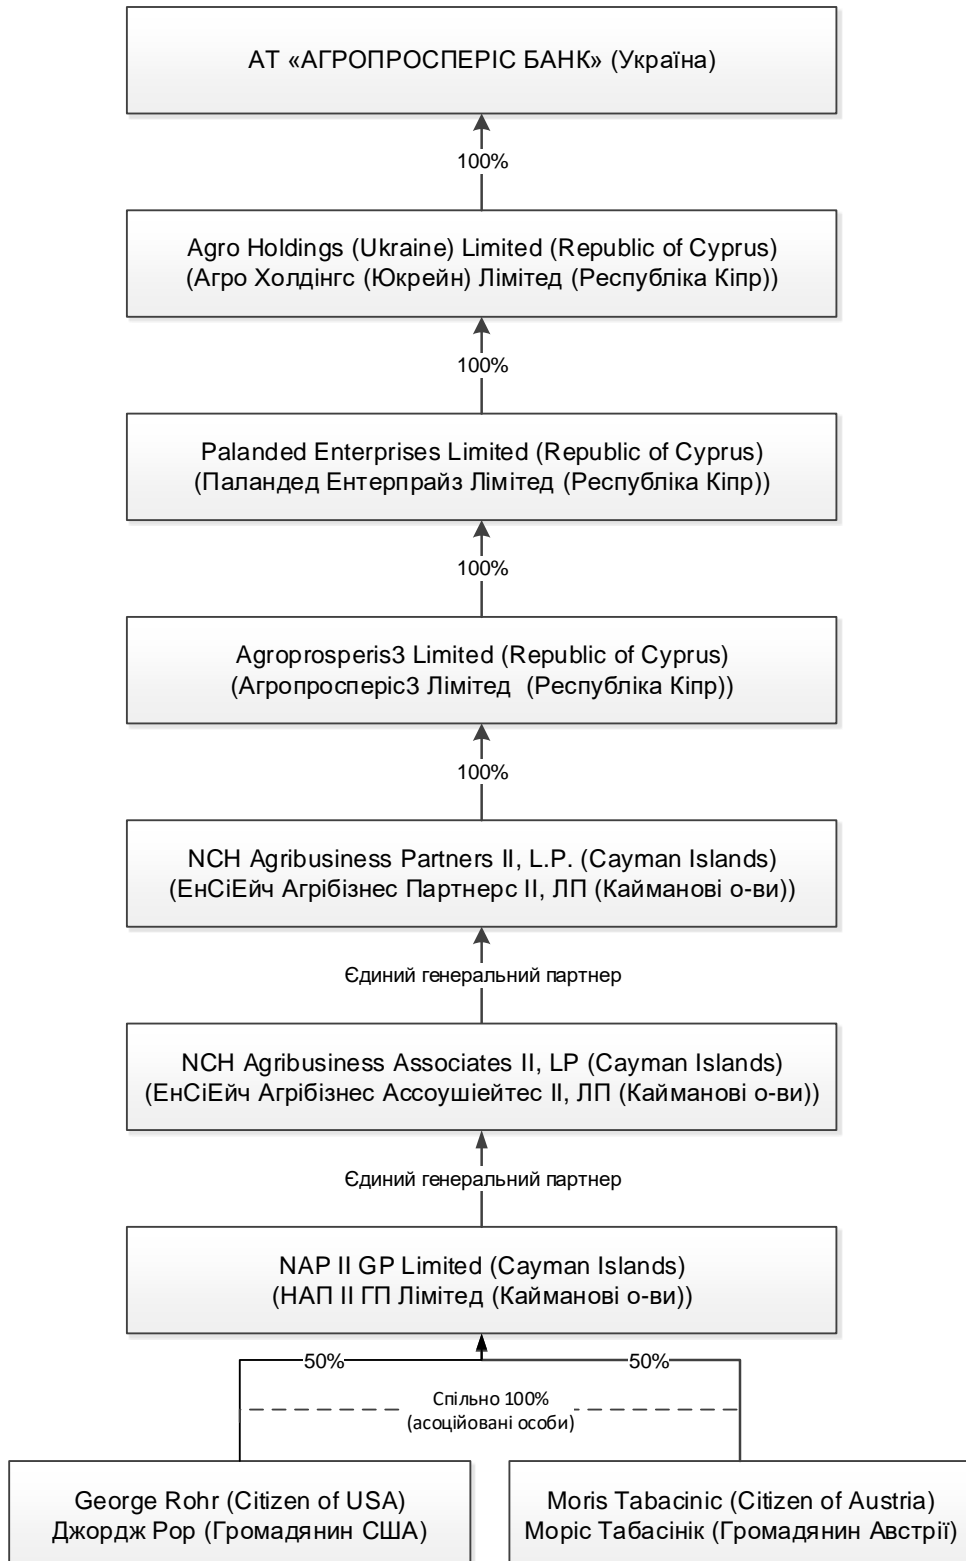 АТ «АГРОПРОСПЕРІС БАНК» (Україна)
100%
Agro Holdings (Ukraine) Limited (Republic of Cyprus)
(Агро Холдінгс (Юкрейн) Лімітед (Республіка Кіпр))
100%
Palanded Enterprises Limited (Republic of Cyprus)
(Паландед Ентерпрайз Лімітед (Республіка Кіпр))
100%
Agroprosperis3 Limited (Republic of Cyprus)
(Агропросперіс3 Лімітед (Республіка Кіпр))
100%
NCH Agribusiness Partners II, L.P. (Cayman Islands)
(ЕнСіЕйч Агрібізнес Партнерс II, ЛП (Кайманові о-ви))
Єдиний генеральний партнер
NCH Agribusiness Associates II, LP (Cayman Islands)
(ЕнСіЕйч Агрібізнес Ассоушіейтес II, ЛП (Кайманові о-ви))
Єдиний генеральний партнер
NAP II GP Limited (Cayman Islands)
(НАП II ГП Лімітед (Кайманові о-ви))
50%
50%
Спільно 100%
(асоційовані особи)
George Rohr (Citizen of USA)
Джордж Рор (Громадянин США)
Moris Tabacinic (Citizen of Austria)
Моріс Табасінік (Громадянин Австрії)